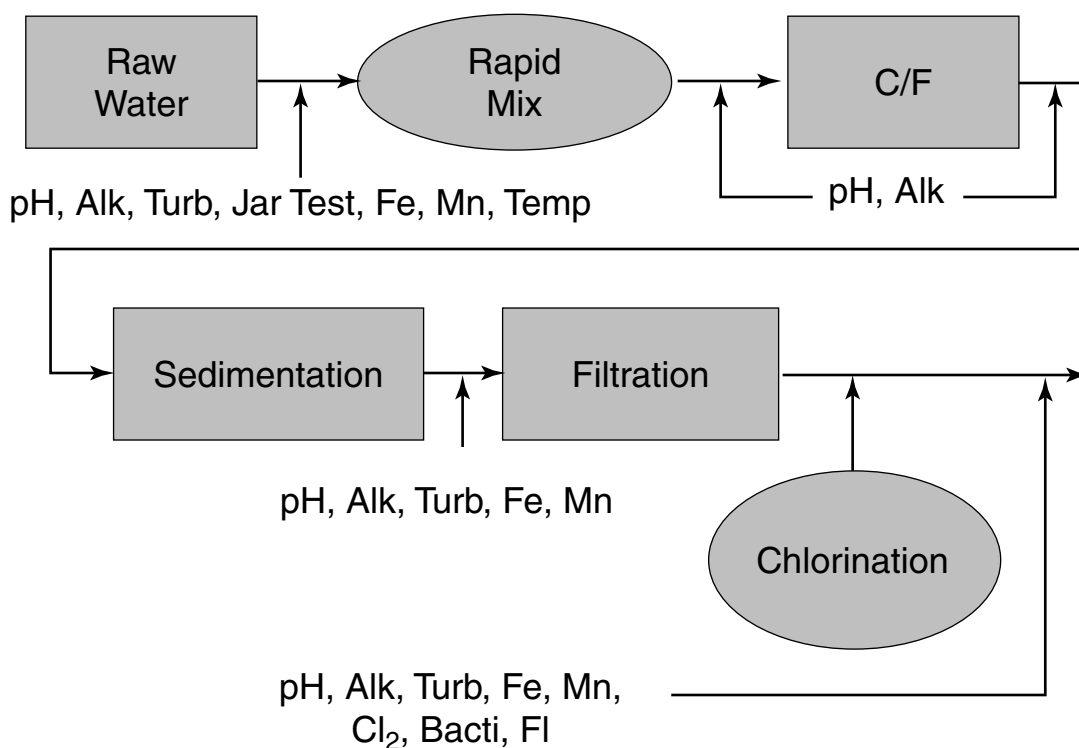 Raw
Water
Rapid
Mix
C/F
pH, Alk, Turb, Jar Test, Fe, Mn, Temp
pH, Alk
Sedimentation
Filtration
pH, Alk, Turb, Fe, Mn
Chlorination
pH, Alk, Turb, Fe, Mn,
Cl₂, Bacti, Fl